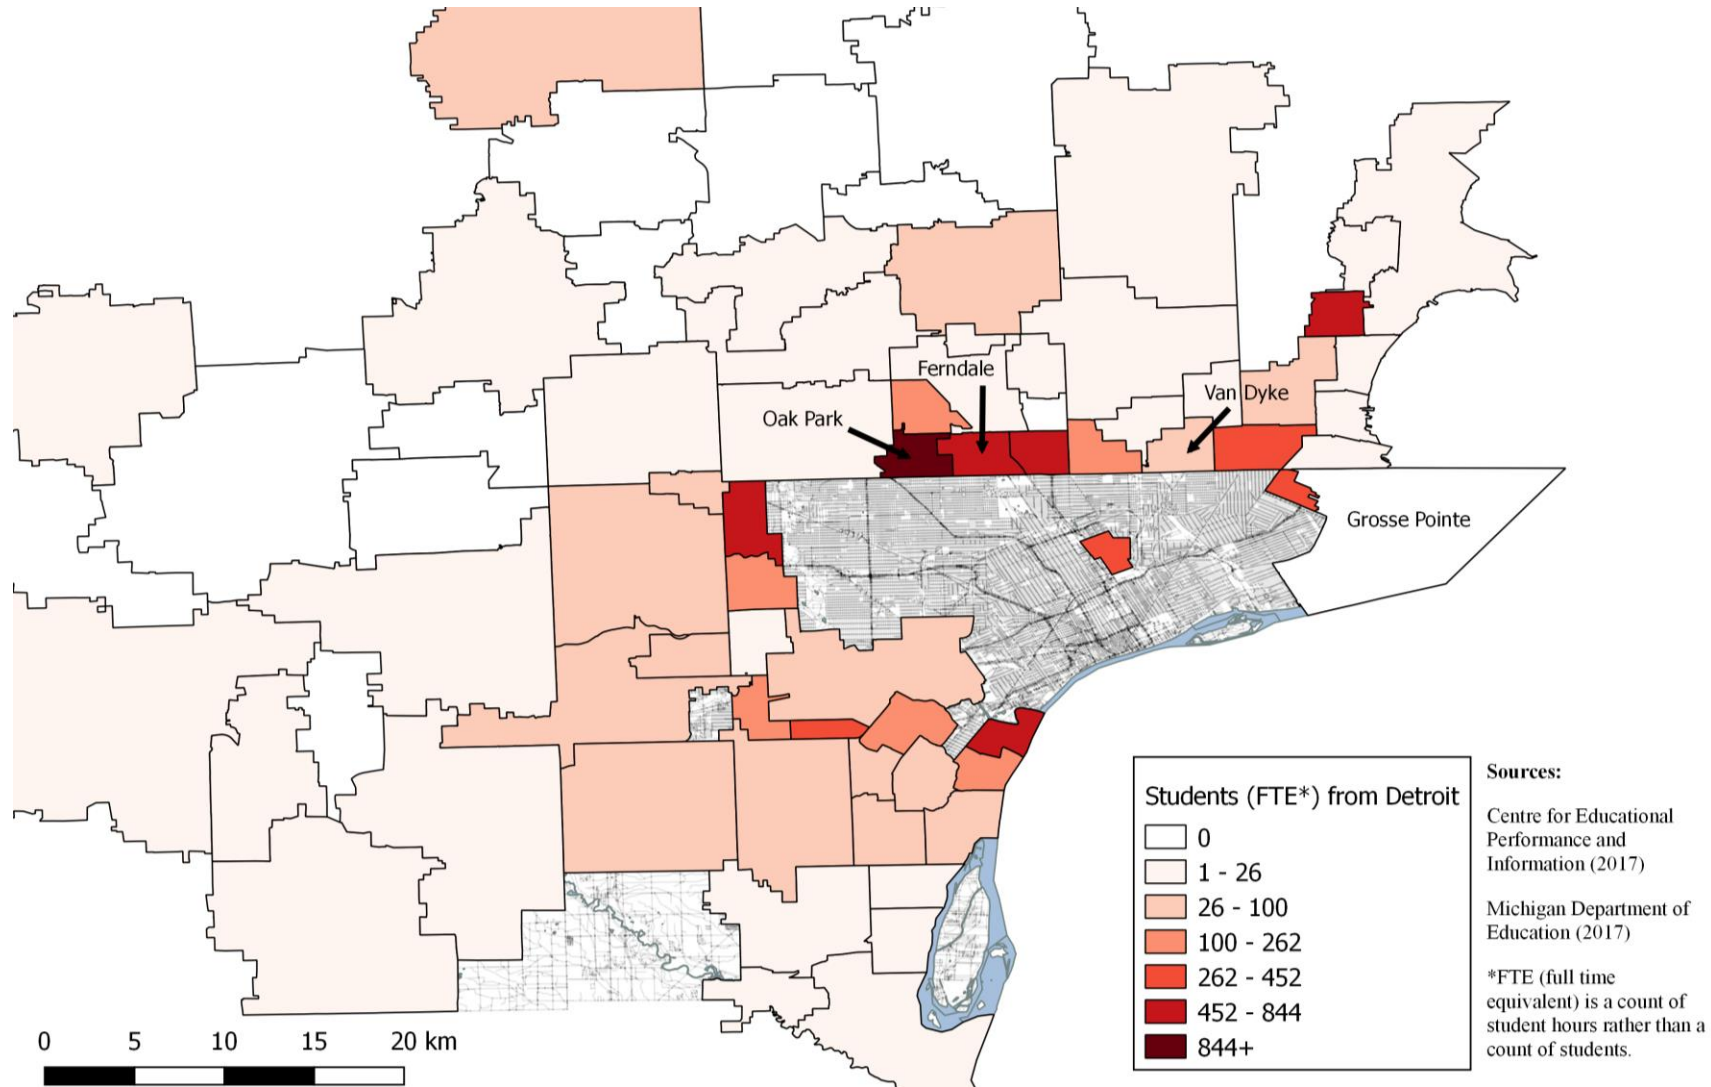 Ferndale
Van Dyke
Oak Park
Grosse Pointe
Students (FTE*) from Detroit
0
1 - 26
26 - 100
100 - 262
262 - 452
452 - 844
844+
Sources:
Centre for Educational
Performance and
Information (2017)
Michigan Department of
Education (2017)
*FTE (full time
equivalent) is a count of
student hours rather than a
count of students.
0 5 10 15 20 km